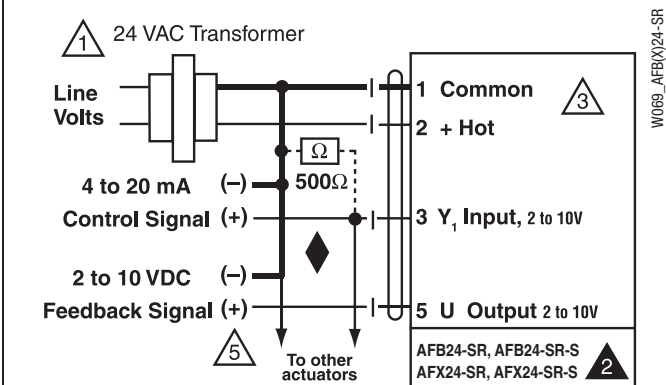 1 24 VAC Transformer
Line
Volts
1 Common
3
2 + Hot
Ω
500Ω
4 to 20 mA (–)
Control Signal (+)
3 Y1 Input, 2 to 10V
2 to 10 VDC (–)
Feedback Signal (+)
5 U Output 2 to 10V
5
To other
actuators
AFB24-SR, AFB24-SR-S
AFX24-SR, AFX24-SR-S
2
W069_AFB(X)24-SR